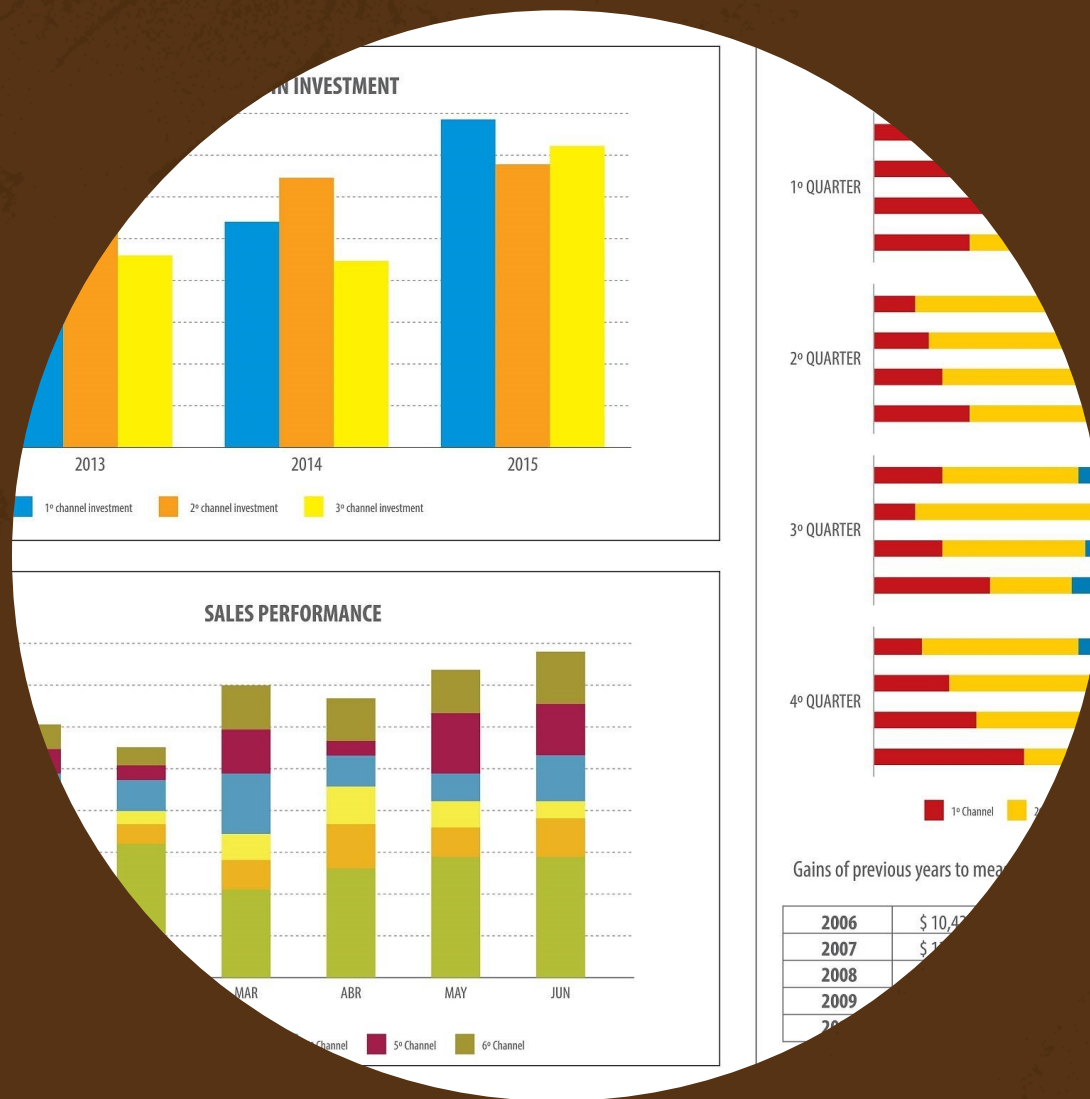 INVESTMENT
2013 2014 2015
1º channel investment 2º channel investment 3º channel investment
SALES PERFORMANCE
MAR ABR MAY JUN
Channel 5º Channel 6º Channel
1º QUARTER
2º QUARTER
3º QUARTER
4º QUARTER
1º Channel
Gains of previous years to
2006 $ 10,42
2007 $
2008
2009